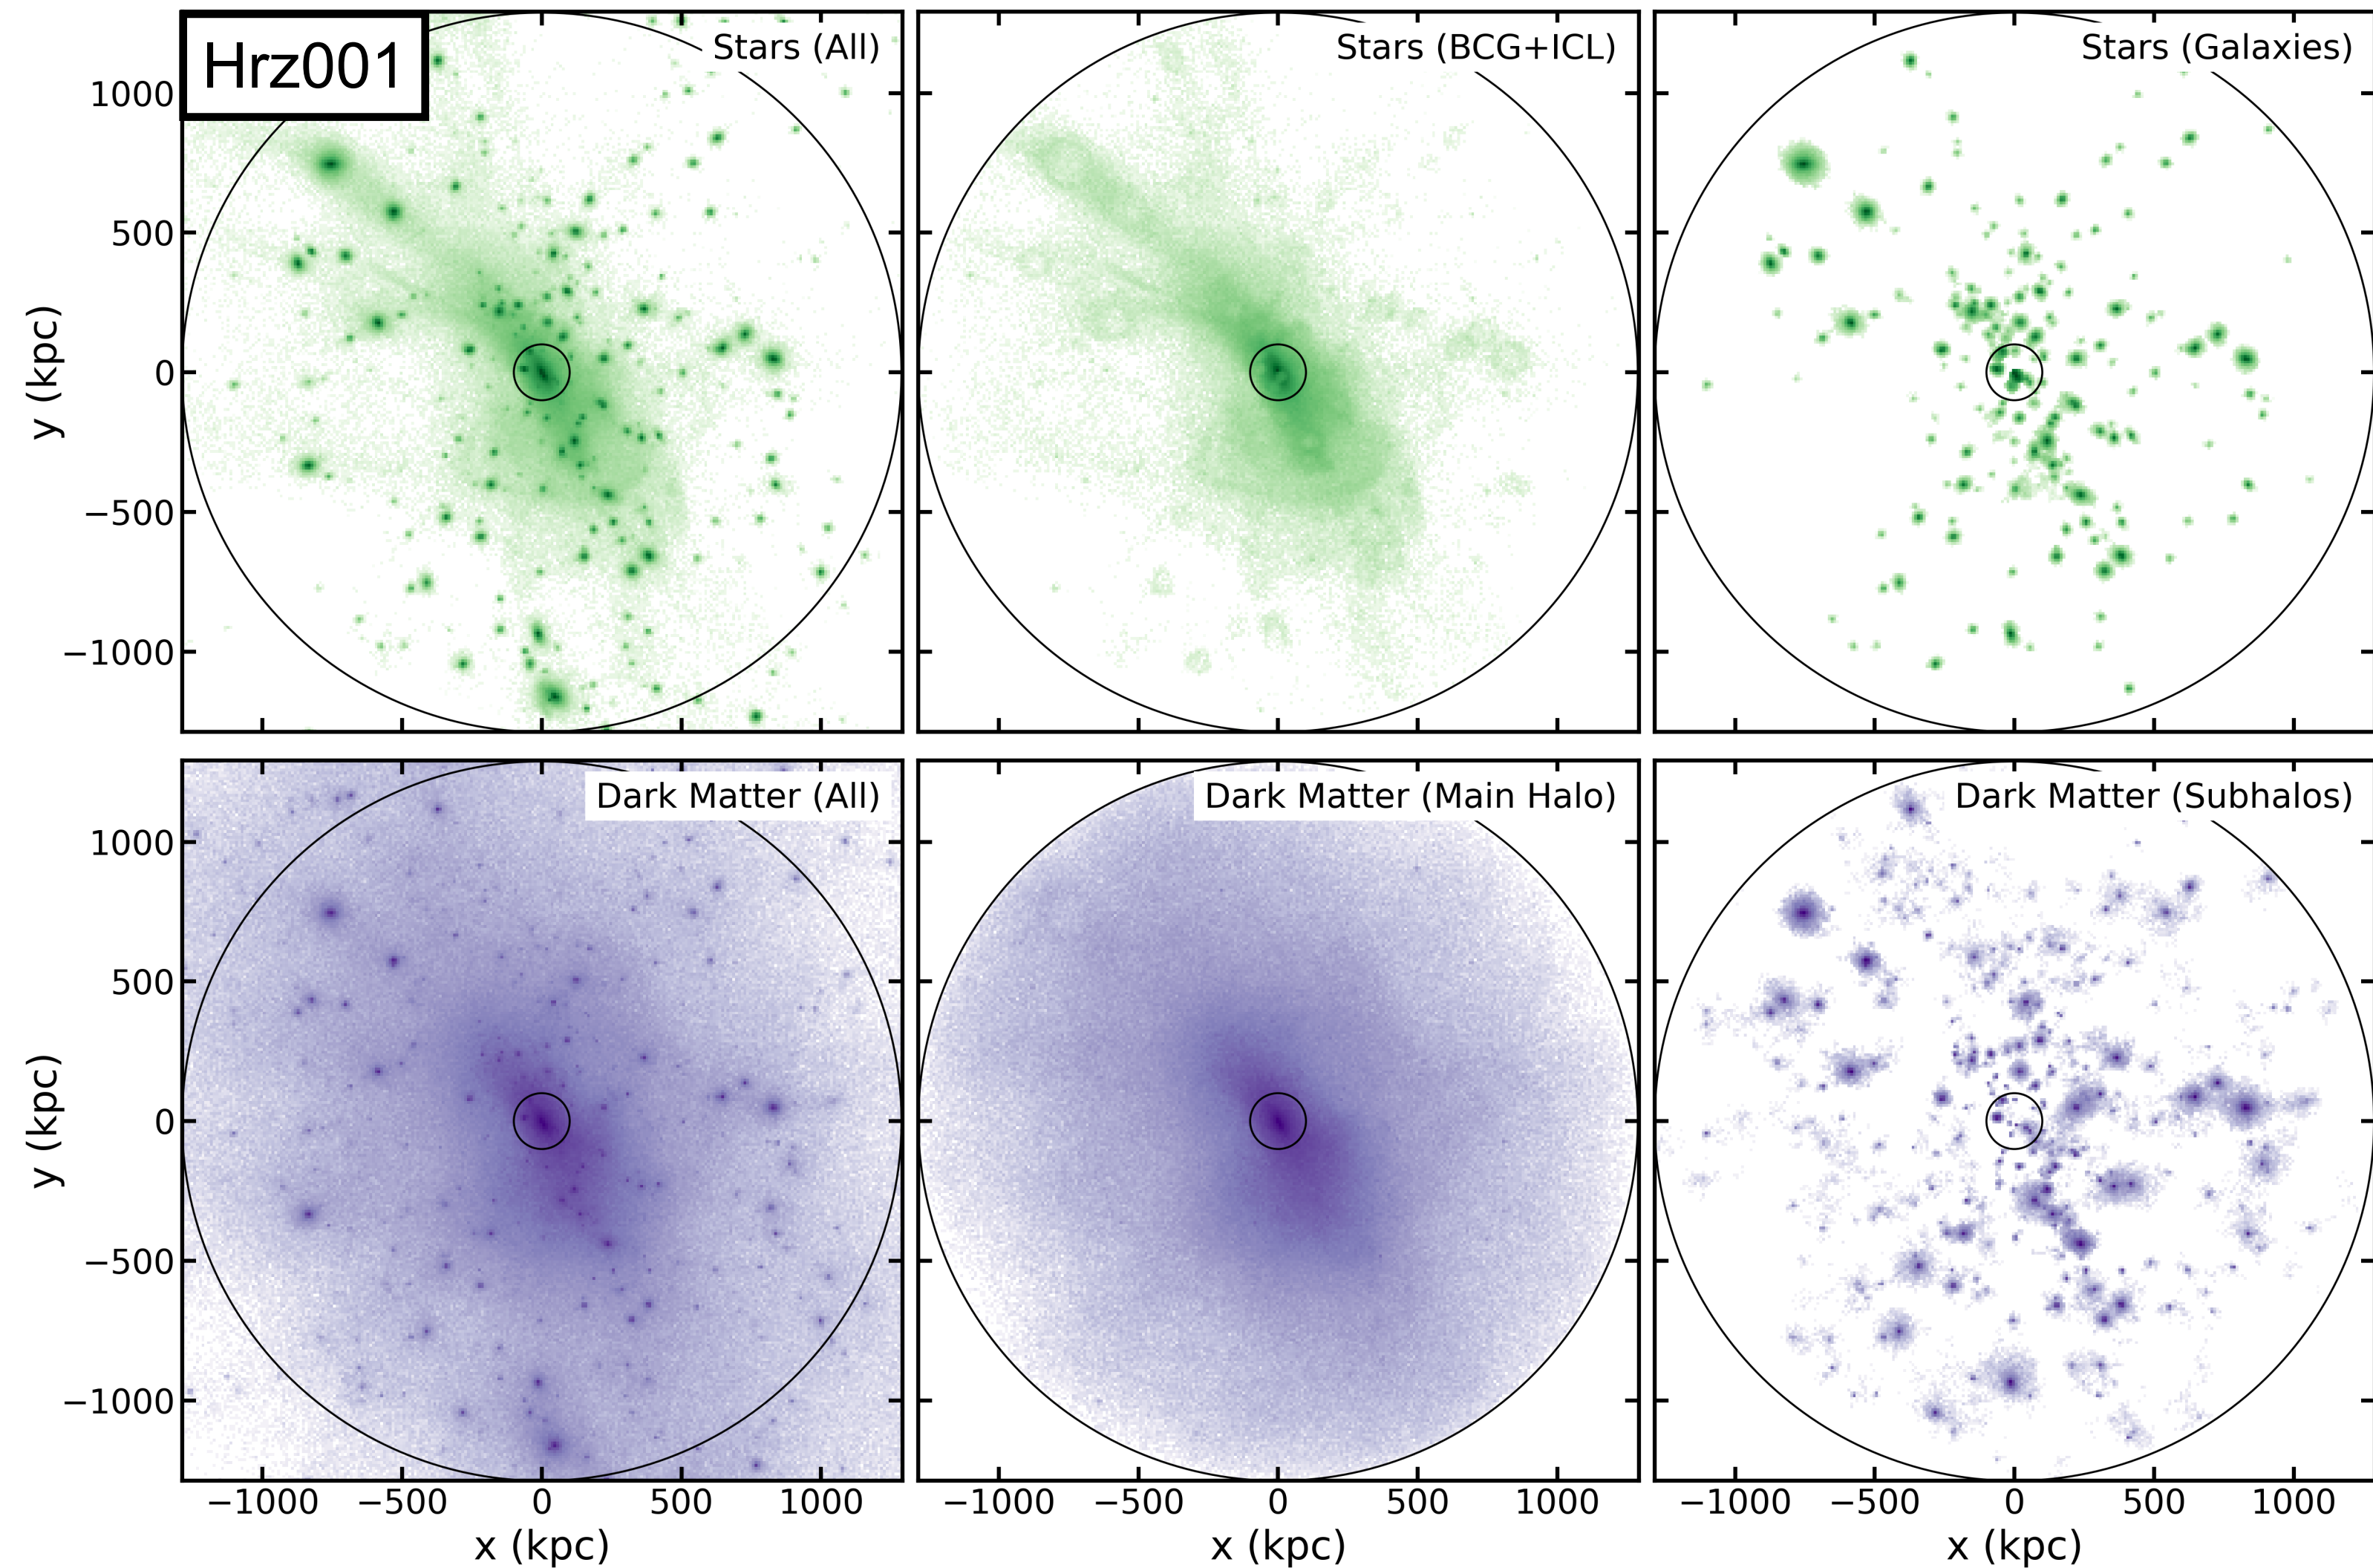 Hrz001
Stars (All)
Stars (BCG+ICL)
Stars (Galaxies)
1000
500
0
−500
−1000
y (kpc)
Dark Matter (All)
Dark Matter (Main Halo)
Dark Matter (Subhalos)
1000
500
0
−500
−1000
y (kpc)
−1000 −500 0 500 1000
−1000 −500 0 500 1000
−1000 −500 0 500 1000
x (kpc)
x (kpc)
x (kpc)